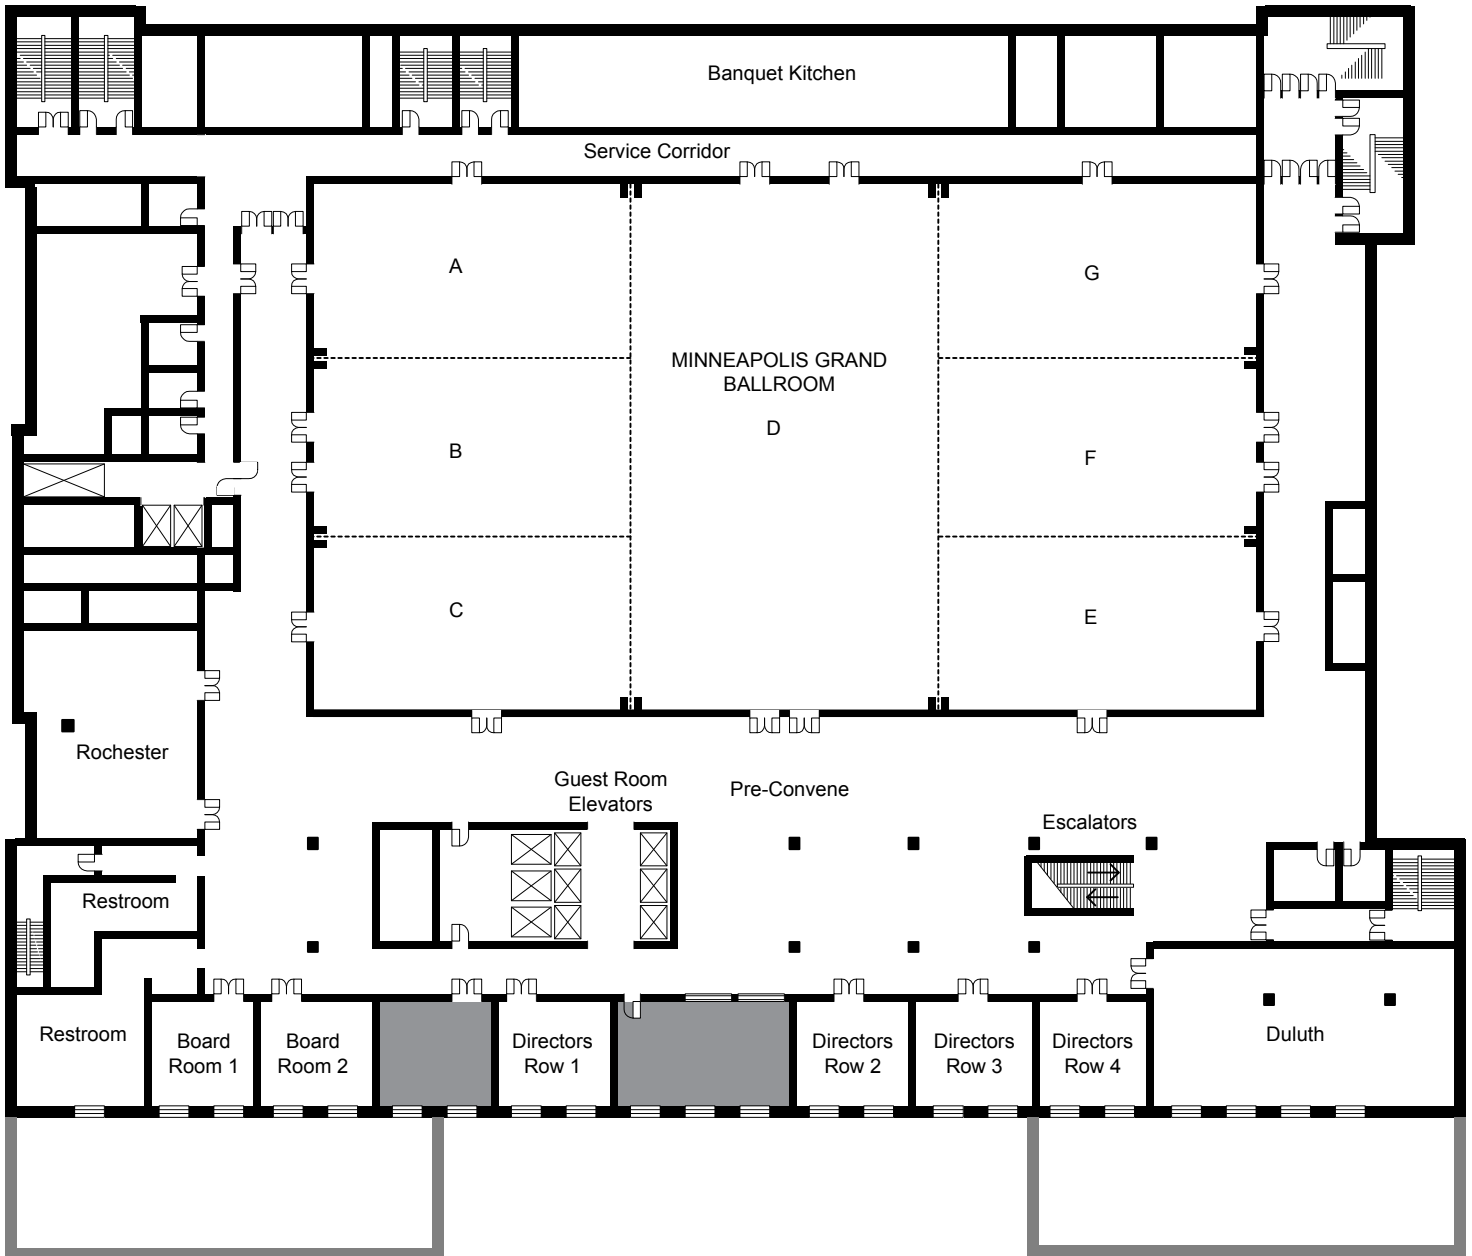 Banquet Kitchen
Service Corridor
A
G
MINNEAPOLIS GRAND
BALLROOM
D
B
F
C
E
Rochester
Guest Room
Elevators
Pre-Convene
Escalators
Restroom
Restroom
Board
Room 1
Board
Room 2
Directors
Row 1
Directors
Row 2
Directors
Row 3
Directors
Row 4
Duluth